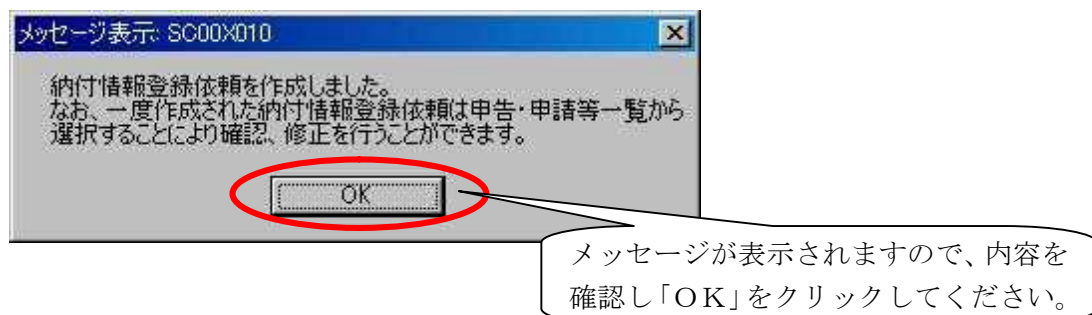 メッセージ表示: SC00X010
納付情報登録依頼を作成しました。
なお、一度作成された納付情報登録依頼は申告・申請等一覧から
選択することにより確認、修正を行うことができます。
OK
メッセージが表示されますので、内容を
確認し「ＯＫ」をクリックしてください。